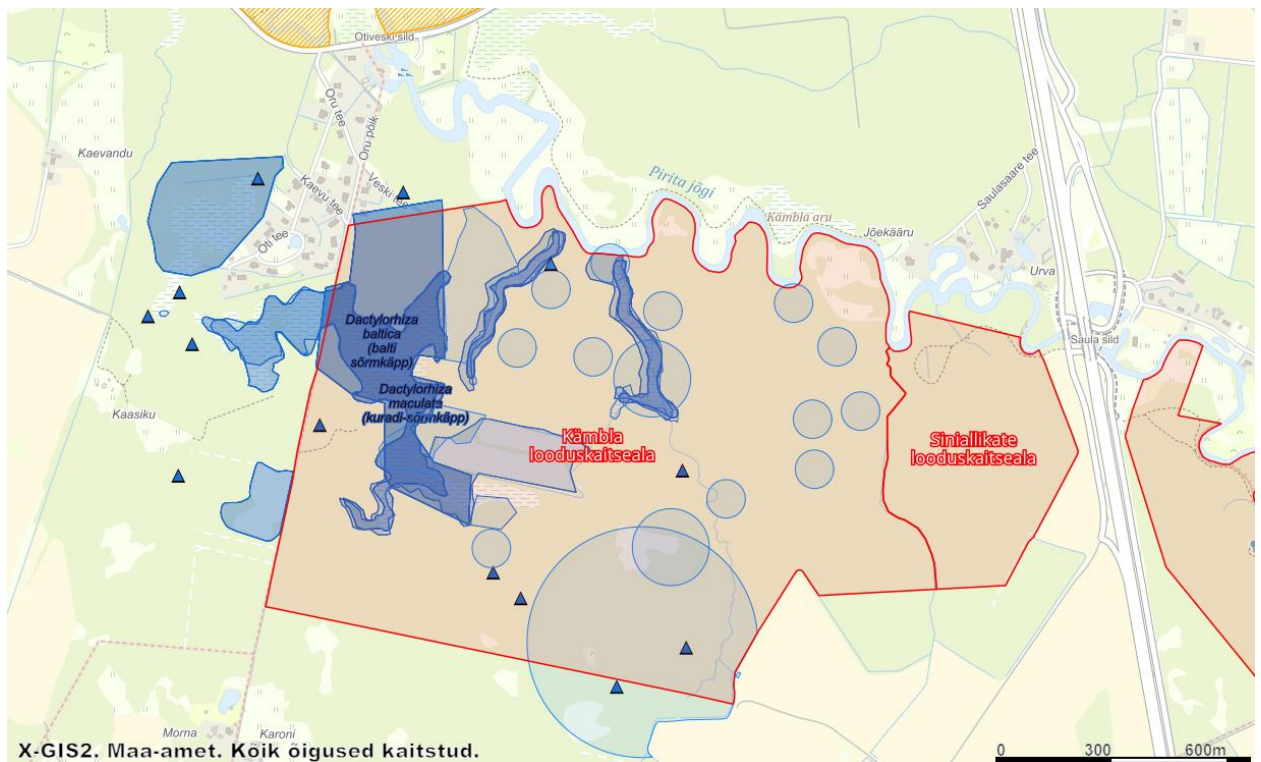 Otiveski sild
Oru tee
Oru põik
Kaevandu
Kaevu tee
Veski tee
Oti tee
Pirita jõgi
Kämbla aru
Saulasaare tee
Jõekääru
Urva
Saula sild
Dactylorhiza
baltica
(balti
sõrmkäpp)
Dactylorhiza
maculata
(kuradi-sõrmkäpp)
Kaasiku
Kämbla
looduskaitseala
Siniallikate
looduskaitseala
Morna
Karoni
X-GIS2. Maa-amet. Kõik õigused kaitstud.
0 300 600m